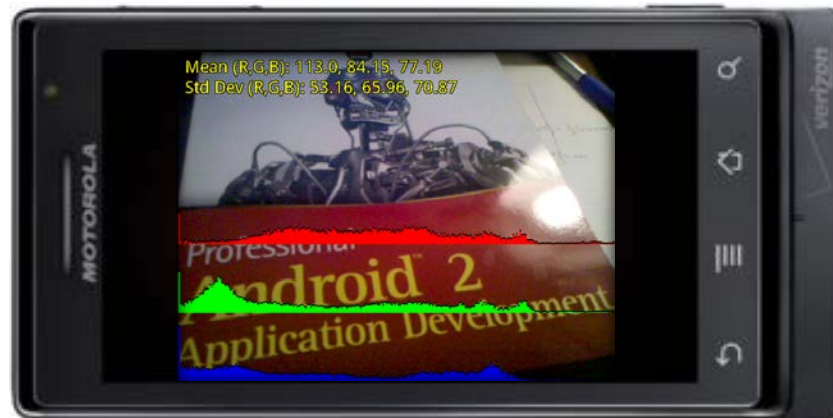 Mean (R,G,B): 113.0, 84.15, 77.19
Std Dev (R,G,B): 53.16, 65.96, 70.87
MOTOROLA
verizon
Professional
Android™ 2
Application Development